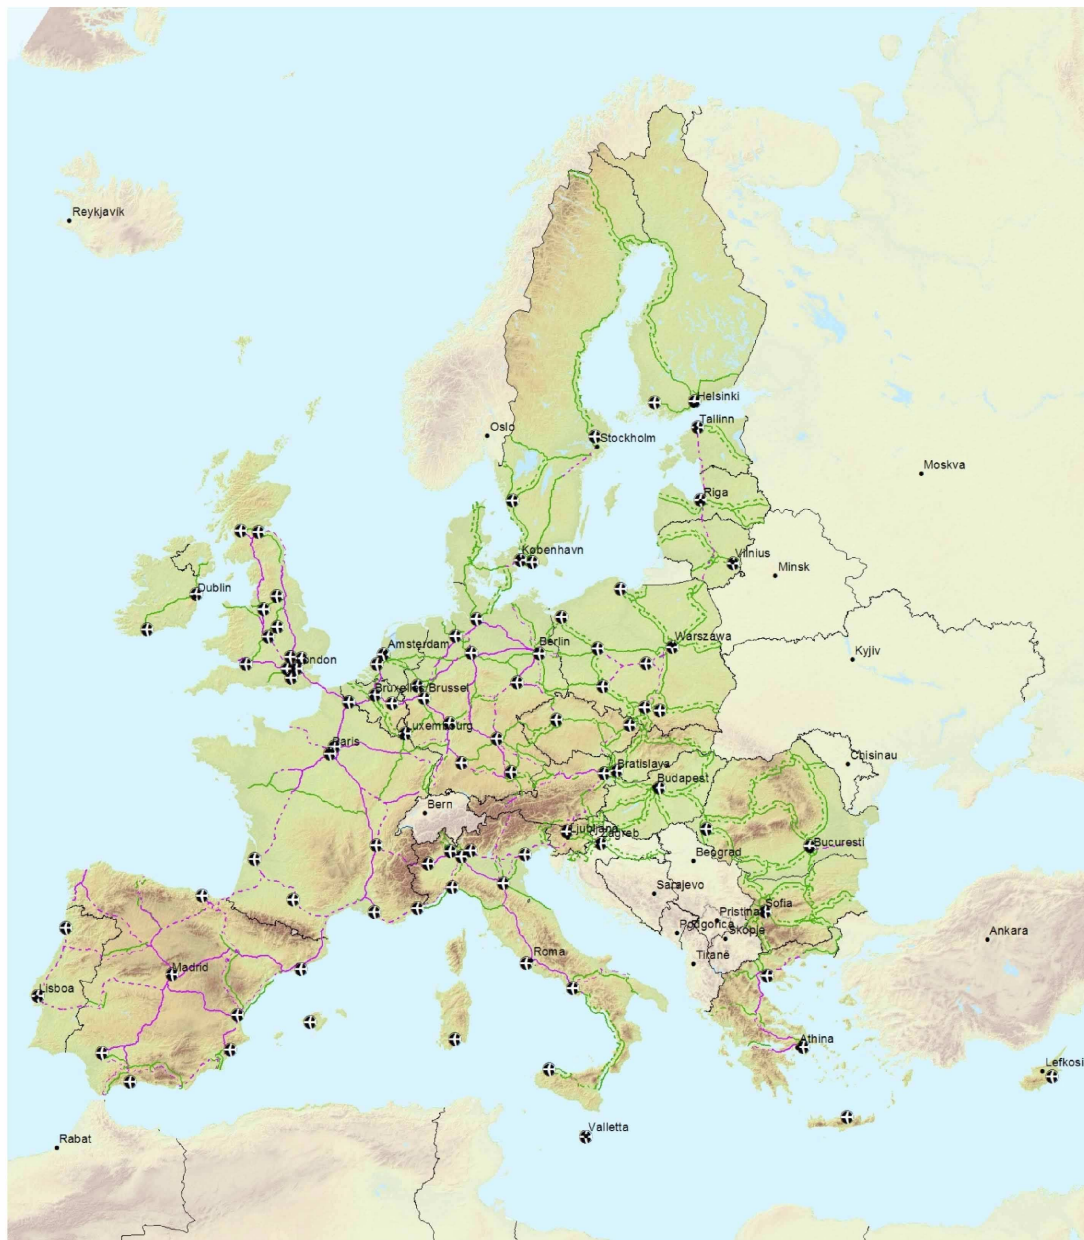 Reykjavík
Helsinki
Tallinn
Oslo
Stockholm
Moskva
Riga
København
Vilnius
Minsk
Dublin
Warszawa
Amsterdam
Berlin
London
Kyjiv
Bruxelles/Brussel
Luxembourg
Paris
Chisinau
Bratislava
Budapest
Bern
Ljubljana
Zagreb
Bucuresti
Beograd
Sarajevo
Sofia
Pristina
Podgorica
Skopje
Ankara
Roma
Tiranë
Madrid
Lisboa
Athina
Lefkosi
Valletta
Rabat